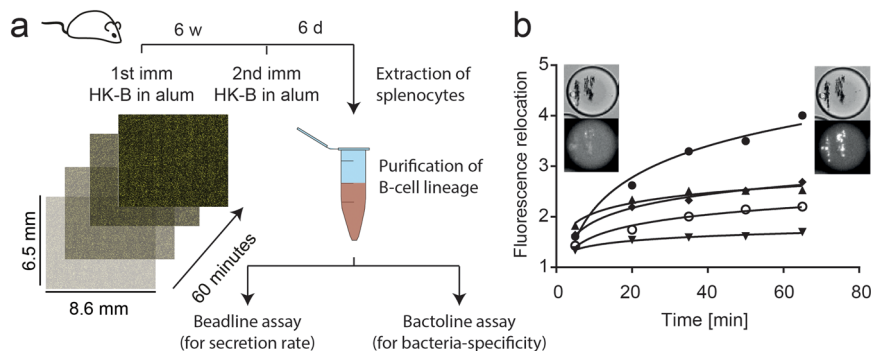 a
6 w
6 d
1st imm
HK-B in alum
2nd imm
HK-B in alum
Extraction of
splenocytes
Purification of
B-cell lineage
6.5 mm
8.6 mm
60 minutes
Beadline assay
(for secretion rate)
Bactoline assay
(for bacteria-specificity)
b
Fluorescence relocation
5
4
3
2
1
0
20
40
60
80
Time [min]